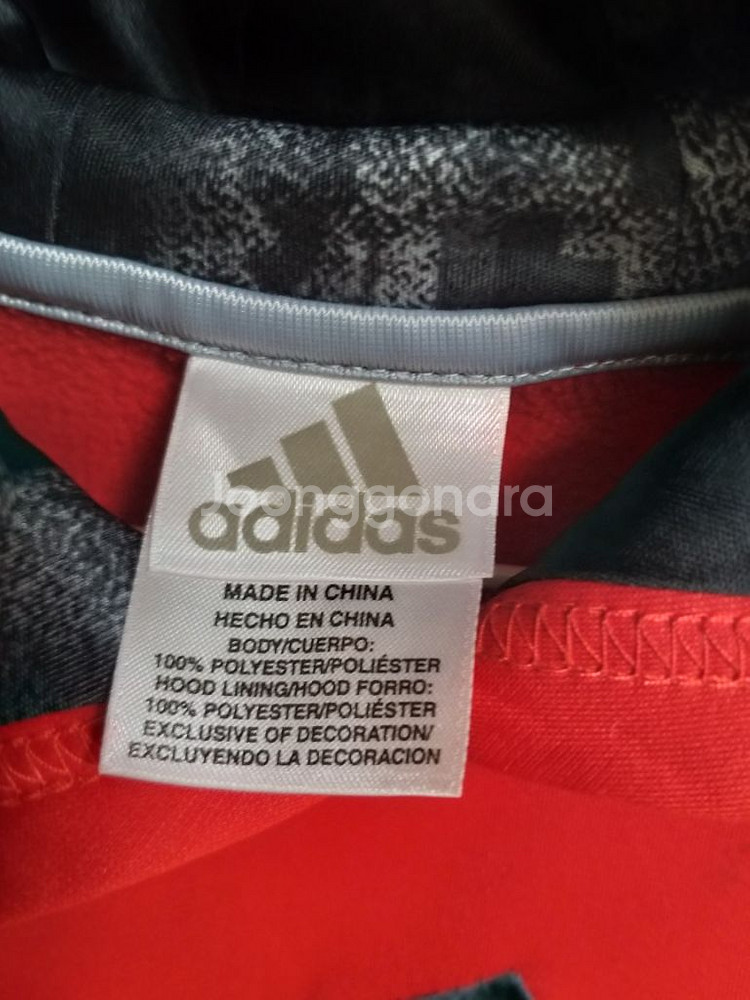 Joonggonara
adidas
MADE IN CHINA
HECHO EN CHINA
BODY/CUERPO:
100% POLYESTER/POLIÉSTER
HOOD LINING/HOOD FORRO:
100% POLYESTER/POLIÉSTER
EXCLUSIVE OF DECORATION/
EXCLUYENDO LA DECORACION